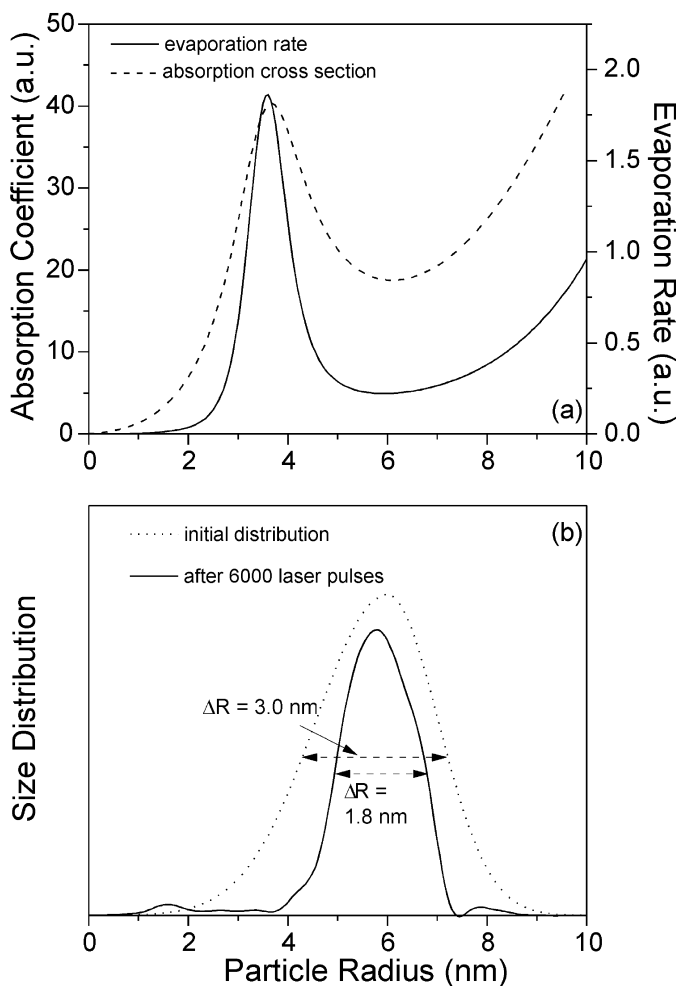 evaporation rate
absorption cross section
Absorption Coefficient (a.u.)
50
40
30
20
10
0
2.0
1.5
1.0
0.5
0.0
Evaporation Rate (a.u.)
(a)
0 2 4 6 8 10
initial distribution
after 6000 laser pulses
(b)
Size Distribution
ΔR = 3.0 nm
ΔR =
1.8 nm
0 2 4 6 8 10
Particle Radius (nm)